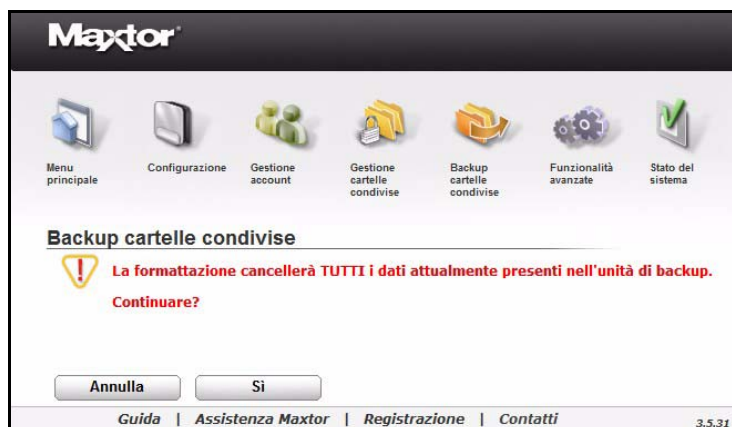 Maxtor
Menu principale
Configurazione
Gestione account
Gestione cartelle condivise
Backup cartelle condivise
Funzionalità avanzate
Stato del sistema
Backup cartelle condivise
La formattazione cancellerà TUTTI i dati attualmente presenti nell'unità di backup.
Continuare?
Annulla Sì
Guida | Assistenza Maxtor | Registrazione | Contatti 3.5.31